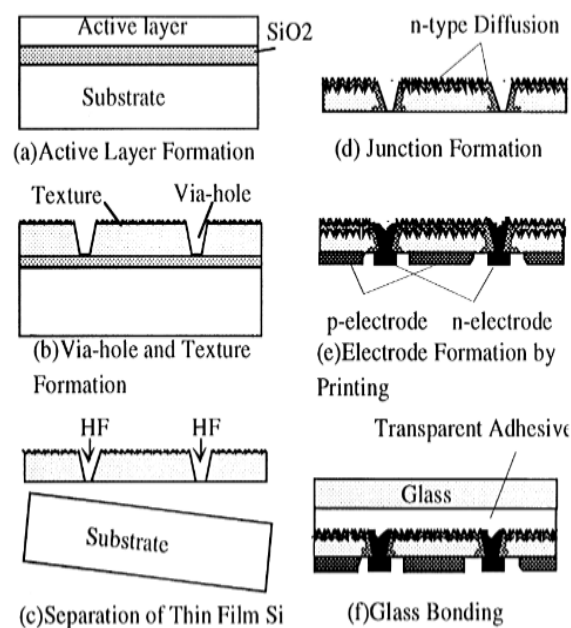 Active layer
SiO2
Substrate
(a)Active Layer Formation
Texture
Via-hole
(b)Via-hole and Texture
Formation
HF
HF
Substrate
(c)Separation of Thin Film Si
n-type Diffusion
(d) Junction Formation
p-electrode
n-electrode
(e)Electrode Formation by
Printing
Transparent Adhesive
Glass
(f)Glass Bonding